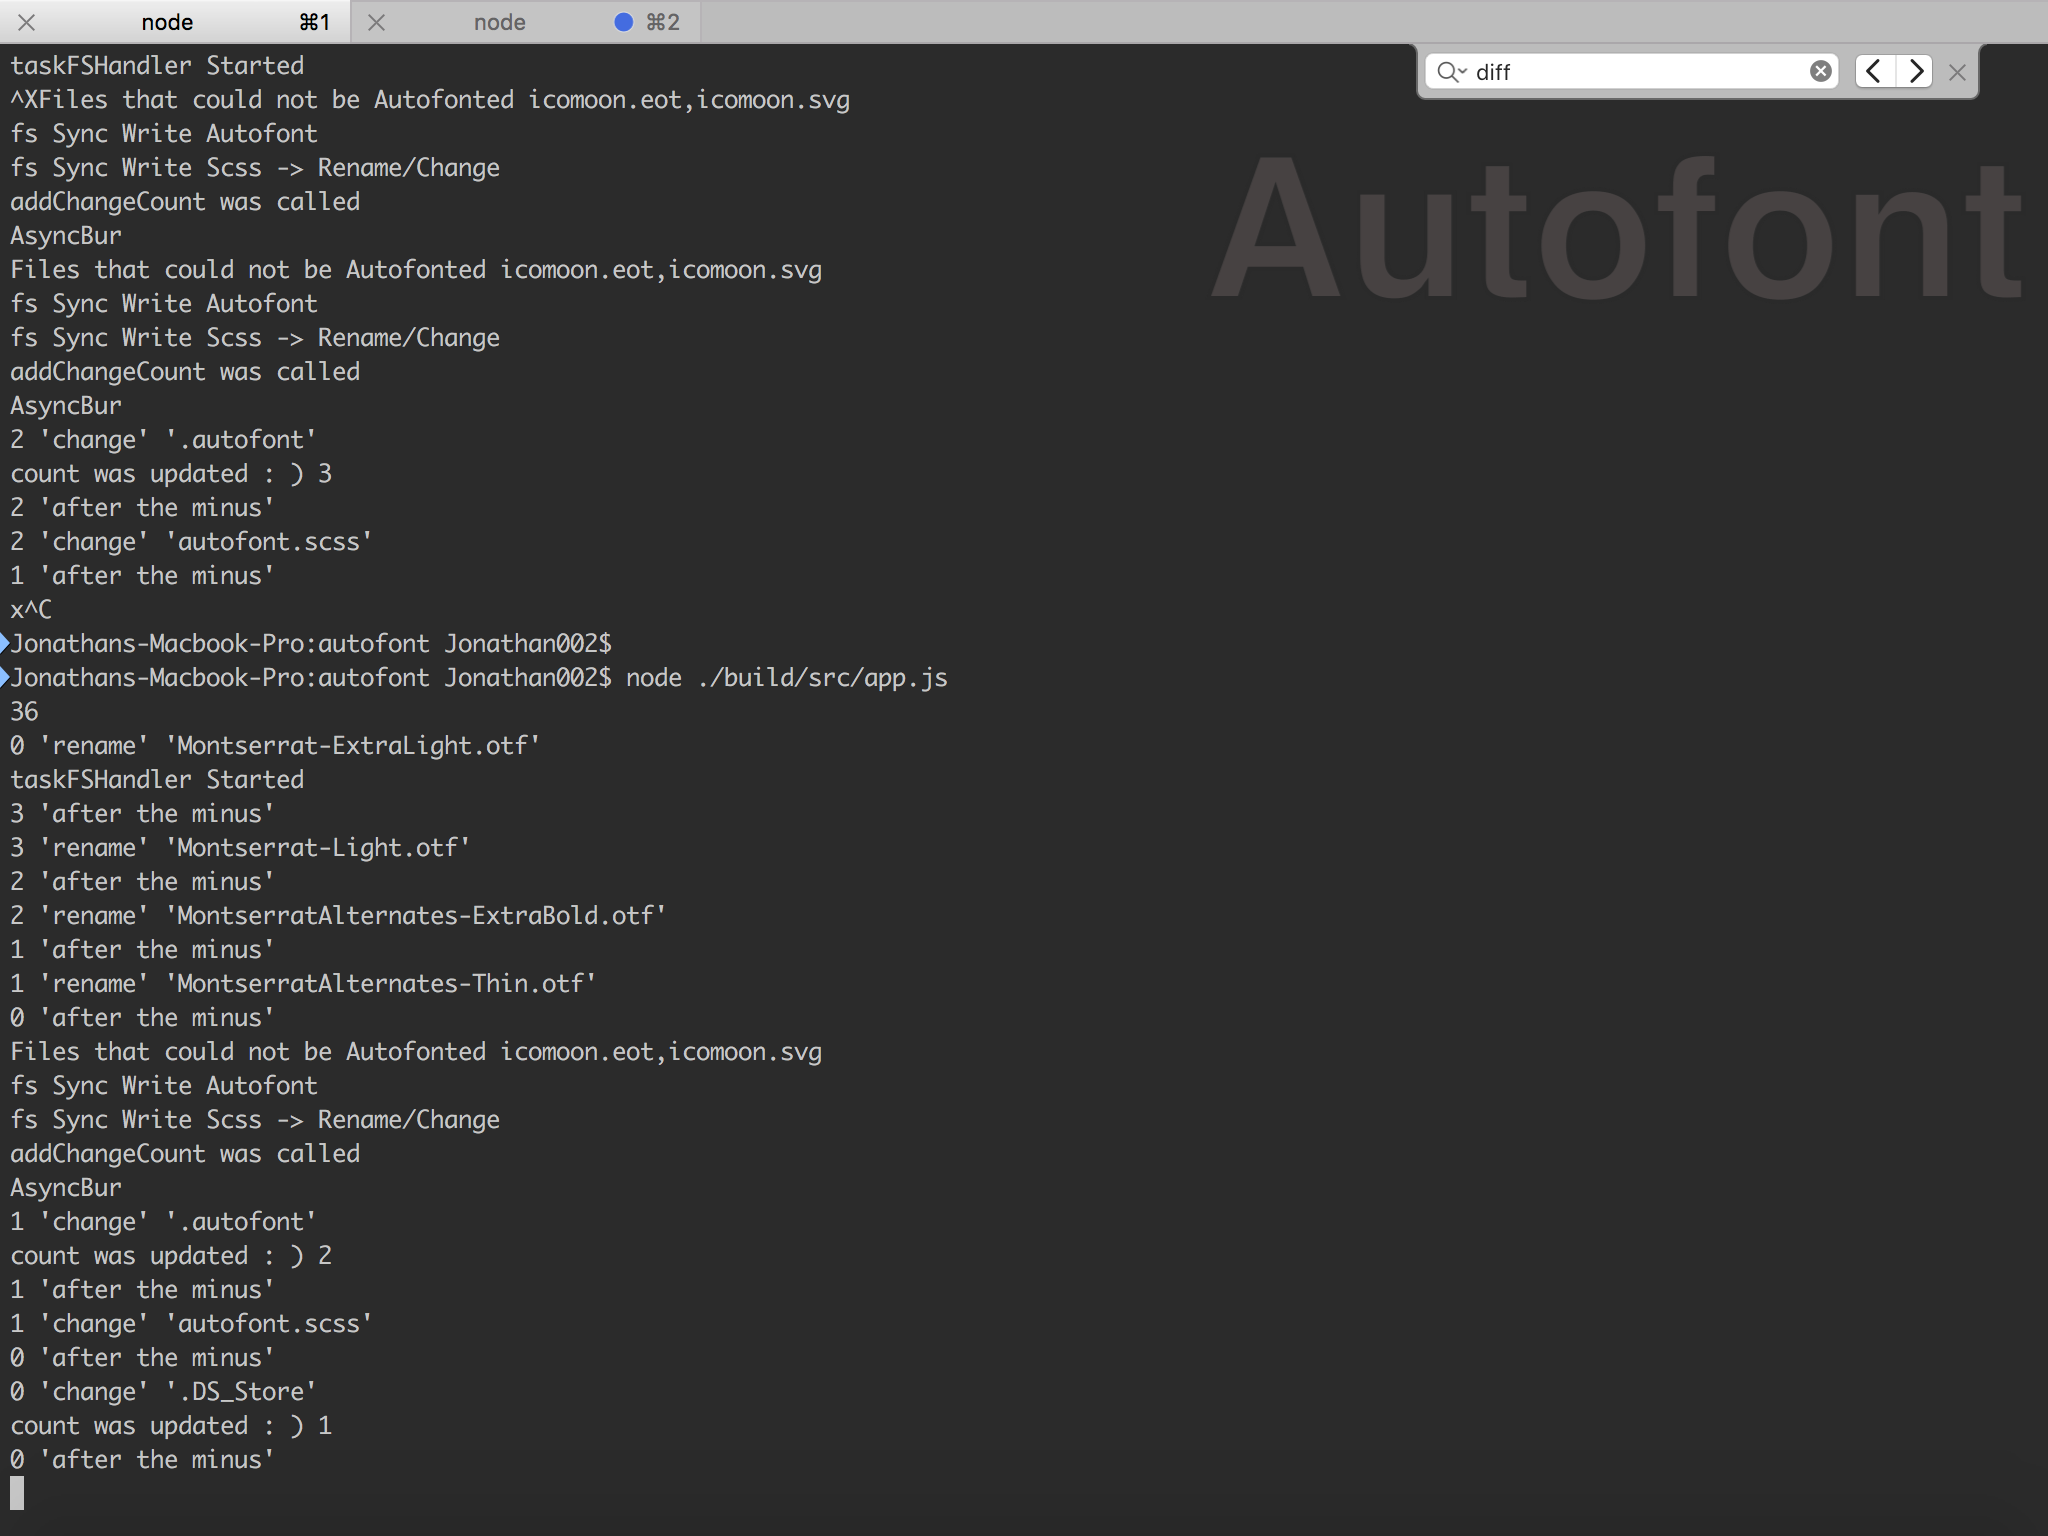 node ⌘1 node ⌘2
diff
Autofont
taskFSHandler Started
^XFiles that could not be Autofonted icomoon.eot,icomoon.svg
fs Sync Write Autofont
fs Sync Write Scss -> Rename/Change
addChangeCount was called
AsyncBur
Files that could not be Autofonted icomoon.eot,icomoon.svg
fs Sync Write Autofont
fs Sync Write Scss -> Rename/Change
addChangeCount was called
AsyncBur
2 'change' '.autofont'
count was updated : ) 3
2 'after the minus'
2 'change' 'autofont.scss'
1 'after the minus'
x^C
Jonathans-Macbook-Pro:autofont Jonathan002$
Jonathans-Macbook-Pro:autofont Jonathan002$ node ./build/src/app.js
36
0 'rename' 'Montserrat-ExtraLight.otf'
taskFSHandler Started
3 'after the minus'
3 'rename' 'Montserrat-Light.otf'
2 'after the minus'
2 'rename' 'MontserratAlternates-ExtraBold.otf'
1 'after the minus'
1 'rename' 'MontserratAlternates-Thin.otf'
0 'after the minus'
Files that could not be Autofonted icomoon.eot,icomoon.svg
fs Sync Write Autofont
fs Sync Write Scss -> Rename/Change
addChangeCount was called
AsyncBur
1 'change' '.autofont'
count was updated : ) 2
1 'after the minus'
1 'change' 'autofont.scss'
0 'after the minus'
0 'change' '.DS_Store'
count was updated : ) 1
0 'after the minus'